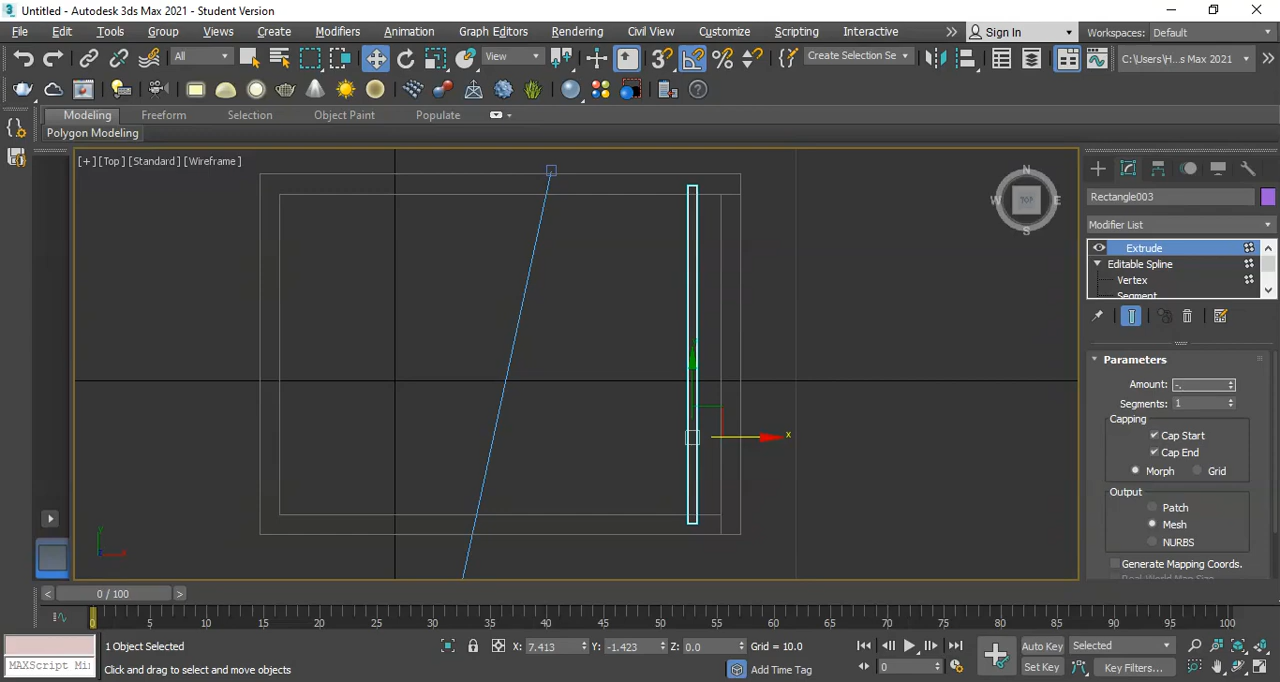 Untitled - Autodesk 3ds Max 2021 - Student Version
File Edit Tools Group Views Create Modifiers Animation Graph Editors Rendering Civil View Customize Scripting Interactive Sign In Workspaces: Default
All View Create Selection Se C:\Users\H...s Max 2021
Modeling Freeform Selection Object Paint Populate
Polygon Modeling
[+] [Top] [Standard] [Wireframe]
N
W TOP E
S
x
Rectangle003
Modifier List
Extrude
Editable Spline
Vertex
Segment
Parameters
Amount: -.
Segments: 1
Capping
Cap Start
Cap End
Morph Grid
Output
Patch
Mesh
NURBS
Generate Mapping Coords.
Real-World Map Size
0 / 100
0 5 10 15 20 25 30 35 40 45 50 55 60 65 70 75 80 85 90 95 100
1 Object Selected X: 7.413 Y: -1.423 Z: 0.0 Grid = 10.0 Auto Key Selected
MAXScript Mi Click and drag to select and move objects Add Time Tag 0 Set Key Key Filters...